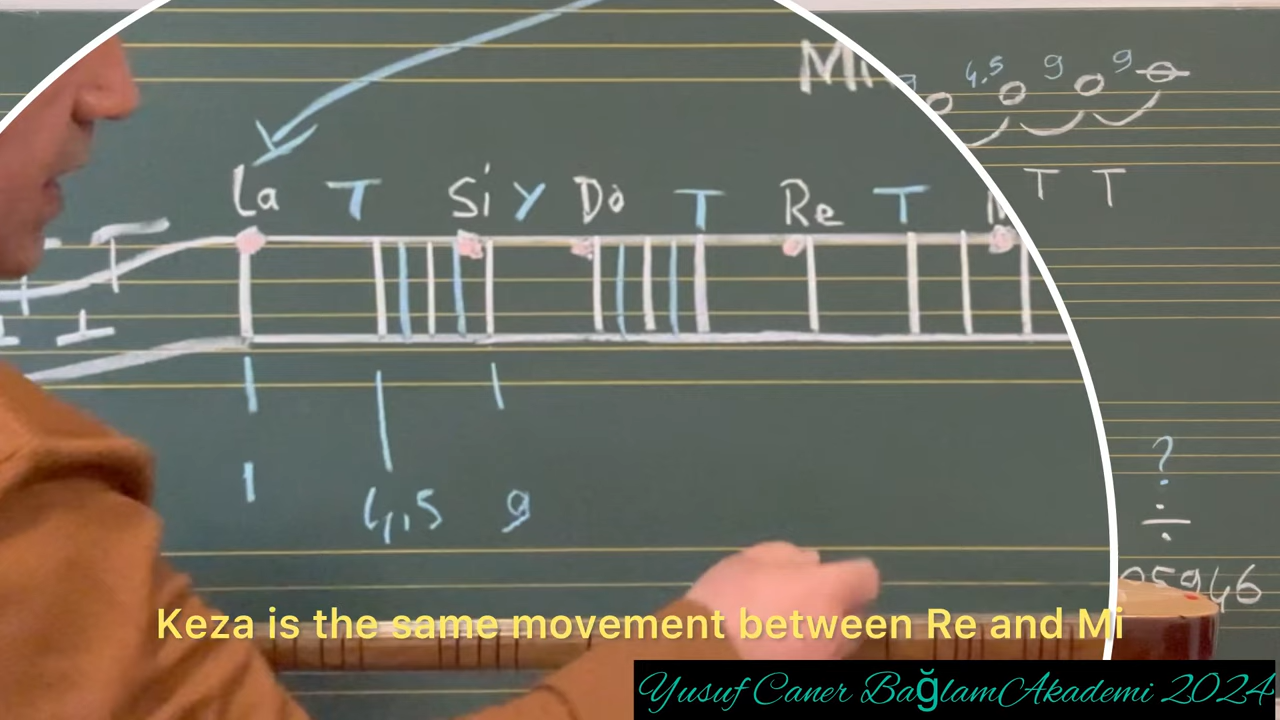 Mi
4,5 9 9
T T
La T Si Y Do T Re T M
4,5 9
?
05946
Keza is the same movement between Re and Mi
Yusuf Caner BağlamAkademi 2024